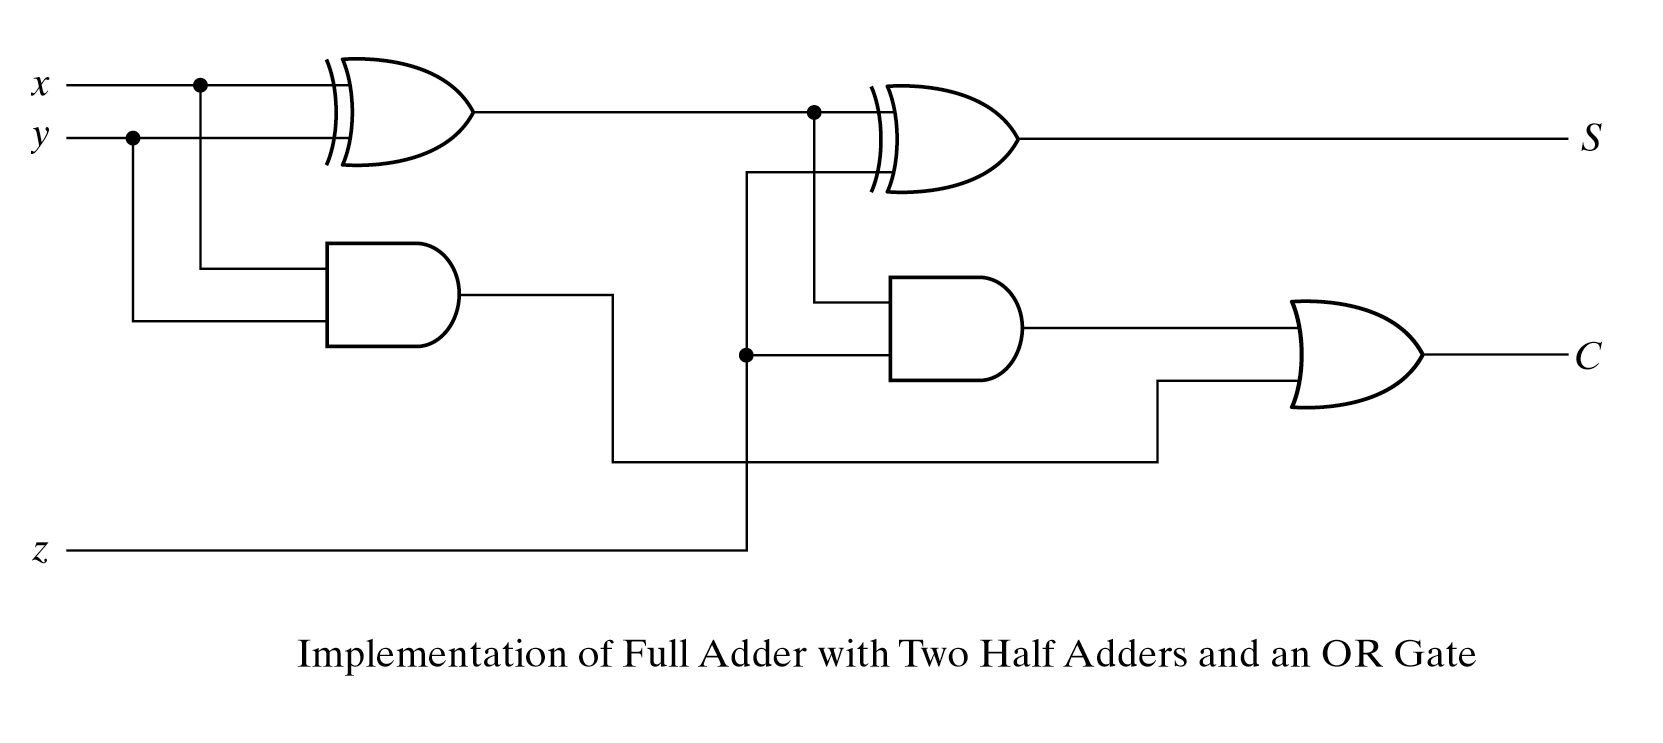 x
y
S
C
z
Implementation of Full Adder with Two Half Adders and an OR Gate